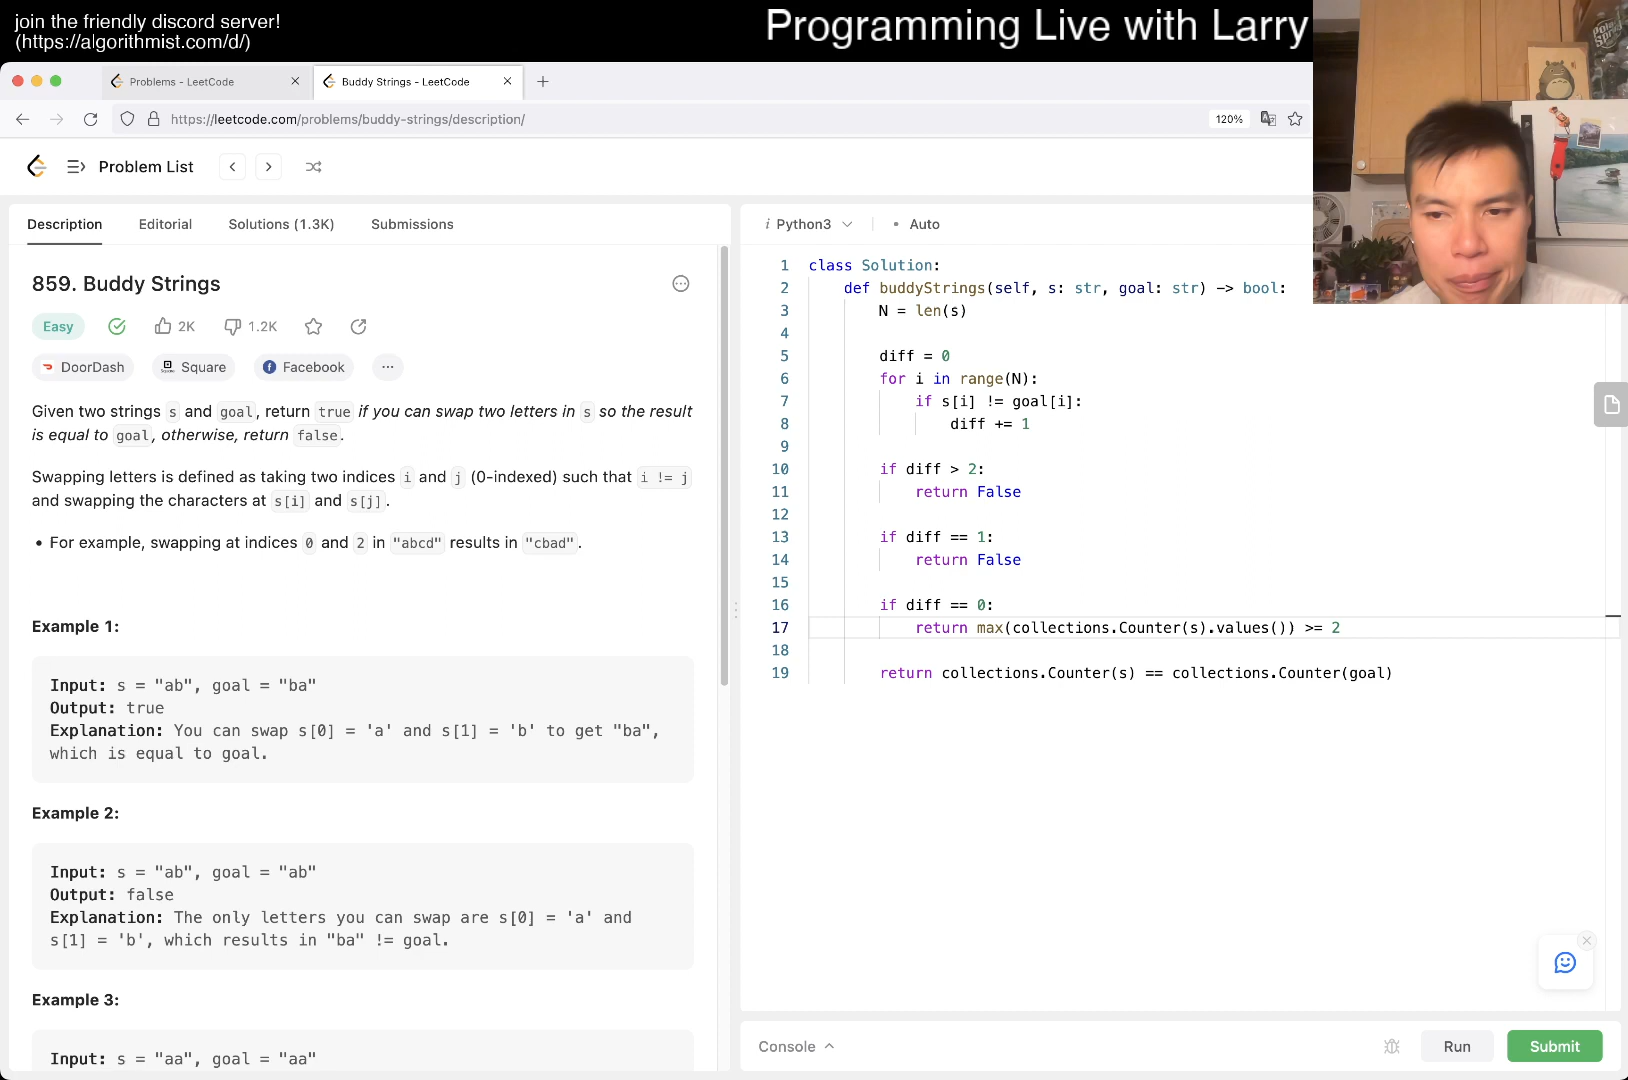 join the friendly discord server!
(https://algorithmist.com/d/)
Programming Live with Larry
Problems - LeetCode
Buddy Strings - LeetCode
https://leetcode.com/problems/buddy-strings/description/
120%
Problem List
Description
Editorial
Solutions (1.3K)
Submissions
859. Buddy Strings
Easy
2K
1.2K
DoorDash
Square
Facebook
Given two strings s and goal, return true if you can swap two letters in s so the result
is equal to goal, otherwise, return false.
Swapping letters is defined as taking two indices i and j (0-indexed) such that i != j
and swapping the characters at s[i] and s[j].
• For example, swapping at indices 0 and 2 in "abcd" results in "cbad".
Example 1:
Input: s = "ab", goal = "ba"
Output: true
Explanation: You can swap s[0] = 'a' and s[1] = 'b' to get "ba",
which is equal to goal.
Example 2:
Input: s = "ab", goal = "ab"
Output: false
Explanation: The only letters you can swap are s[0] = 'a' and
s[1] = 'b', which results in "ba" != goal.
Example 3:
Input: s = "aa", goal = "aa"
i Python3
• Auto
1 class Solution:
2 def buddyStrings(self, s: str, goal: str) -> bool:
3 N = len(s)
4
5 diff = 0
6 for i in range(N):
7 if s[i] != goal[i]:
8 diff += 1
9
10 if diff > 2:
11 return False
12
13 if diff == 1:
14 return False
15
16 if diff == 0:
17 return max(collections.Counter(s).values()) >= 2
18
19 return collections.Counter(s) == collections.Counter(goal)
Console
Run
Submit